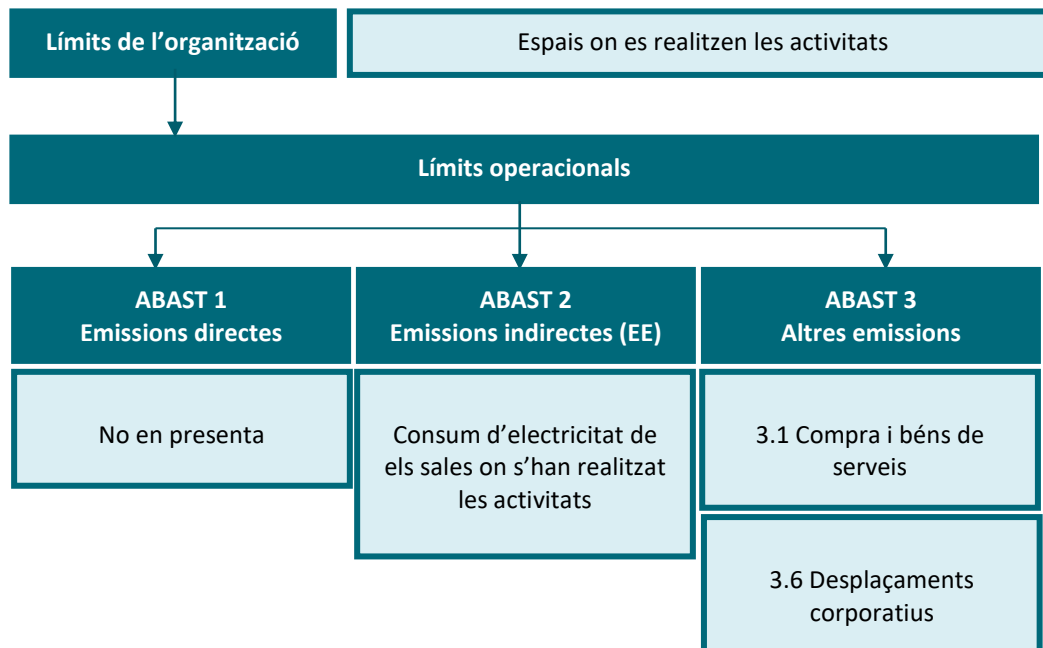 Límits de l’organització
Espais on es realitzen les activitats
Límits operacionals
ABAST 1
Emissions directes
ABAST 2
Emissions indirectes (EE)
ABAST 3
Altres emissions
No en presenta
Consum d’electricitat de
els sales on s’han realitzat
les activitats
3.1 Compra i béns de
serveis
3.6 Desplaçaments
corporatius